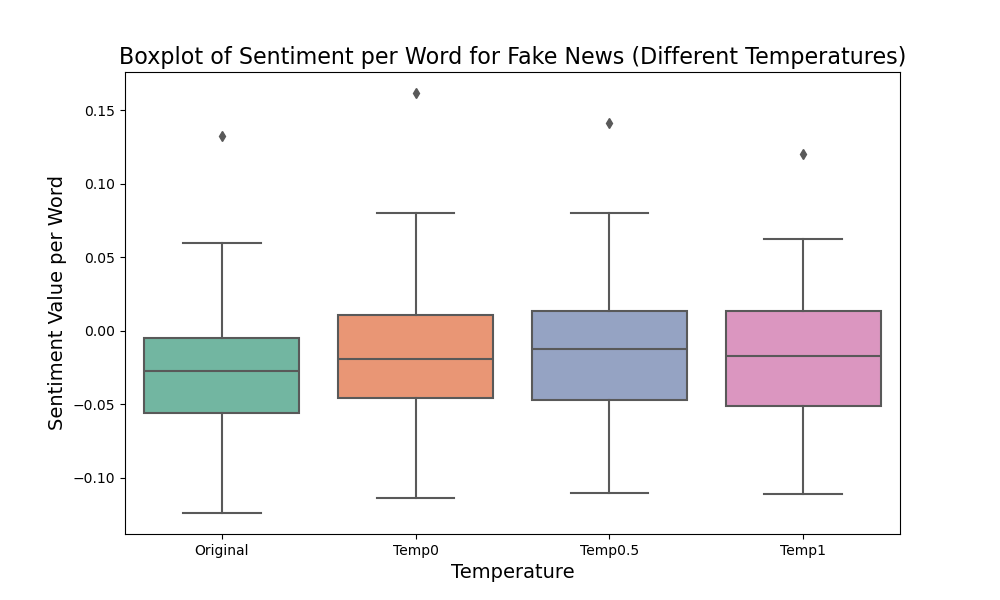 Boxplot of Sentiment per Word for Fake News (Different Temperatures)
Sentiment Value per Word
0.15
0.10
0.05
0.00
−0.05
−0.10
Original Temp0 Temp0.5 Temp1
Temperature